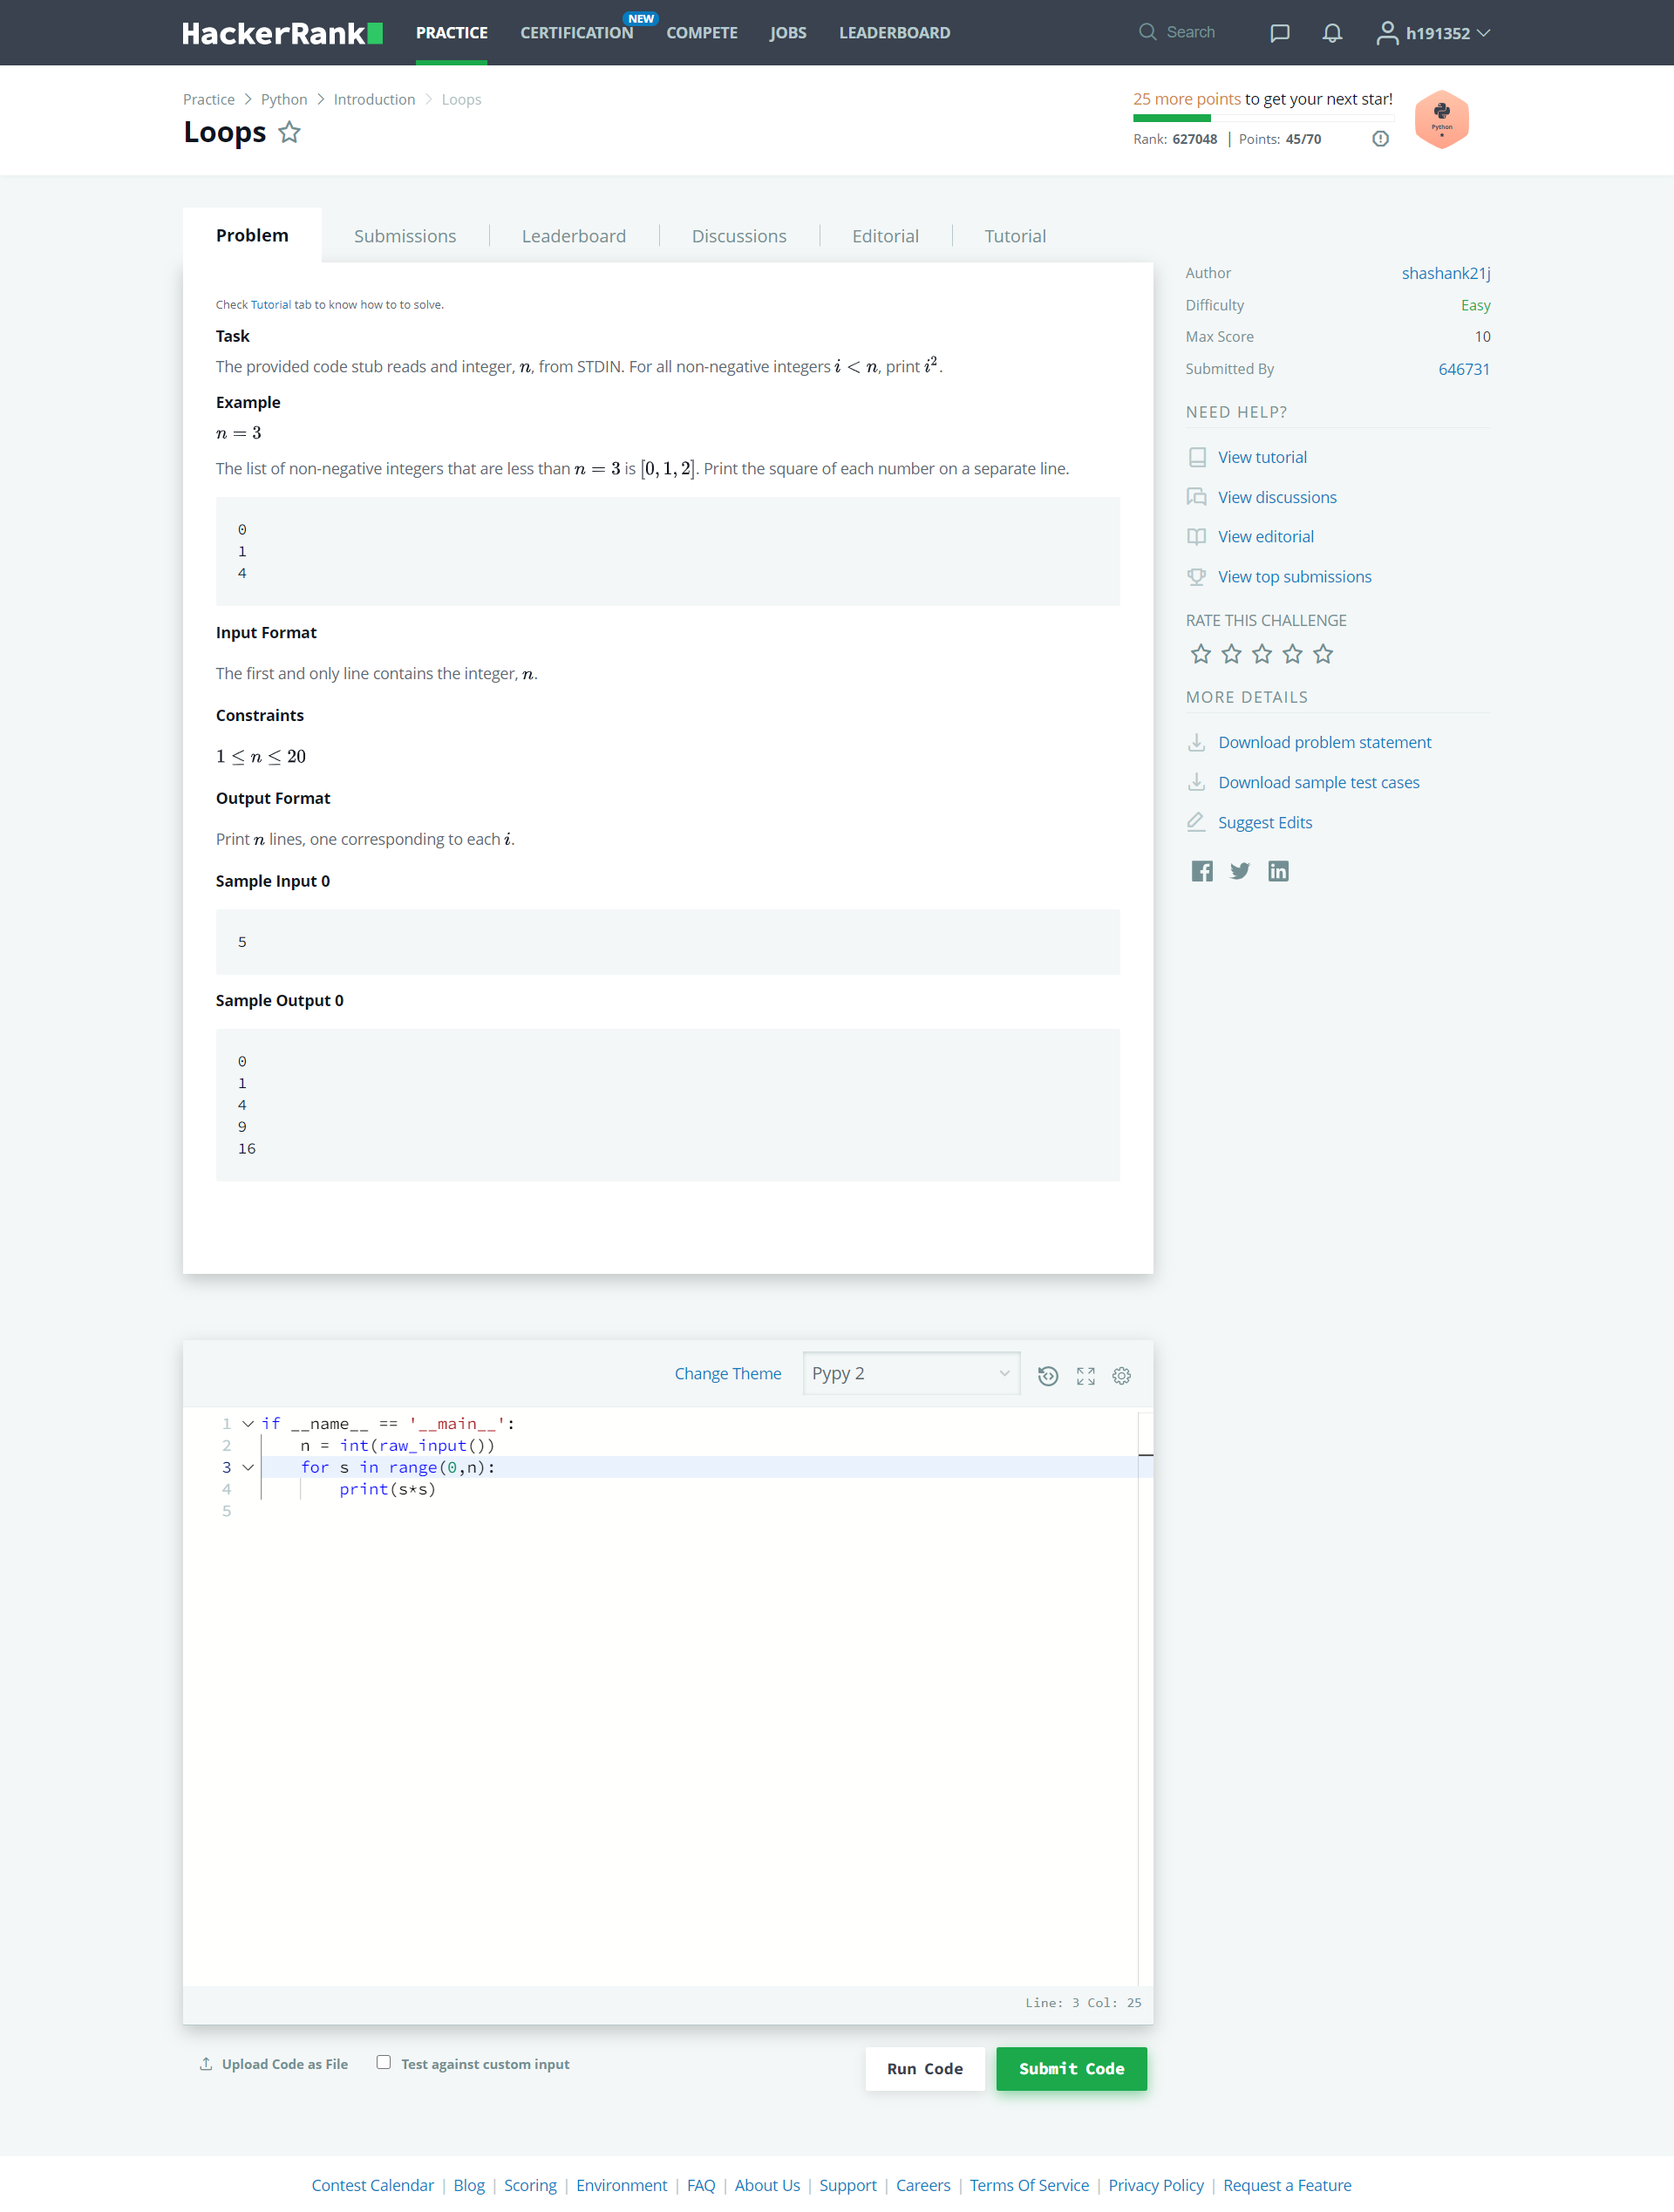 HackerRank PRACTICE CERTIFICATION NEW COMPETE JOBS LEADERBOARD Search h191352
Practice > Python > Introduction > Loops
Loops
25 more points to get your next star!
Rank: 627048 | Points: 45/70
Python
Problem Submissions Leaderboard Discussions Editorial Tutorial
Check Tutorial tab to know how to to solve.
Task
The provided code stub reads and integer, n, from STDIN. For all non-negative integers i < n, print i².
Example
n = 3
The list of non-negative integers that are less than n = 3 is [0, 1, 2]. Print the square of each number on a separate line.
0
1
4
Input Format
The first and only line contains the integer, n.
Constraints
1 ≤ n ≤ 20
Output Format
Print n lines, one corresponding to each i.
Sample Input 0
5
Sample Output 0
0
1
4
9
16
Author shashank21j
Difficulty Easy
Max Score 10
Submitted By 646731
NEED HELP?
View tutorial
View discussions
View editorial
View top submissions
RATE THIS CHALLENGE
MORE DETAILS
Download problem statement
Download sample test cases
Suggest Edits
Change Theme Pypy 2
1 if __name__ == '__main__':
2     n = int(raw_input())
3     for s in range(0,n):
4         print(s*s)
5
Line: 3 Col: 25
Upload Code as File Test against custom input Run Code Submit Code
Contest Calendar | Blog | Scoring | Environment | FAQ | About Us | Support | Careers | Terms Of Service | Privacy Policy | Request a Feature